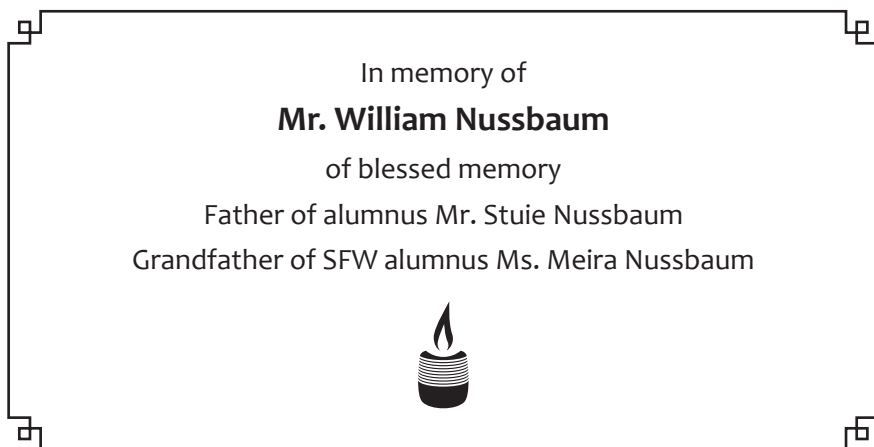 In memory of
Mr. William Nussbaum
of blessed memory
Father of alumnus Mr. Stuie Nussbaum
Grandfather of SFW alumnus Ms. Meira Nussbaum